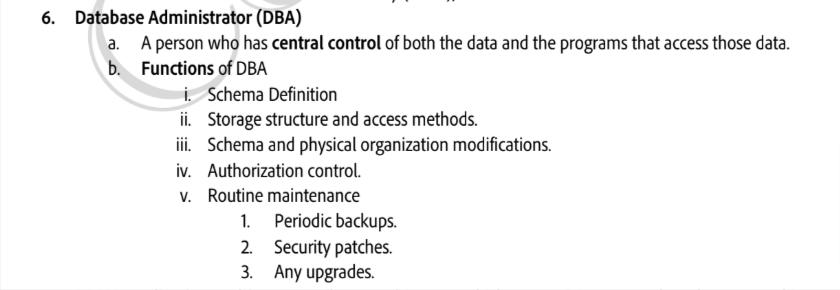 6. Database Administrator (DBA)
a. A person who has central control of both the data and the programs that access those data.
b. Functions of DBA
i. Schema Definition
ii. Storage structure and access methods.
iii. Schema and physical organization modifications.
iv. Authorization control.
v. Routine maintenance
1. Periodic backups.
2. Security patches.
3. Any upgrades.